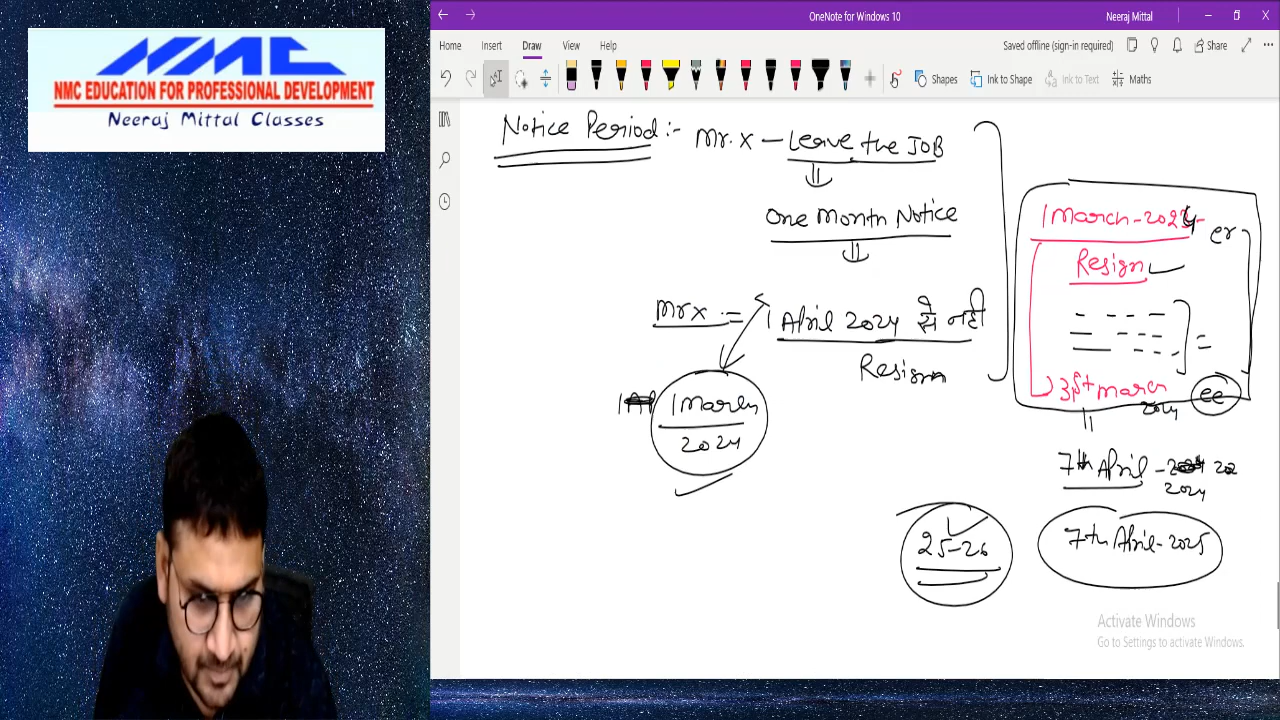 NMC
NMC EDUCATION FOR PROFESSIONAL DEVELOPMENT
Neeraj Mittal Classes
OneNote for Windows 10
Neeraj Mittal
Home Insert Draw View Help
Saved offline (sign-in required)
Share
Shapes
Ink to Shape
Ink to Text
Maths
Notice Period :- Mr. X - Leave the JOB
One Month Notice
Mr X = 1 April 2024 से नही
Resign
1 March
2024
1 March - 2024
er
Resign
31st march
2024
ee
7th April - 20
2024
7th April - 2025
25-26
Activate Windows
Go to Settings to activate Windows.